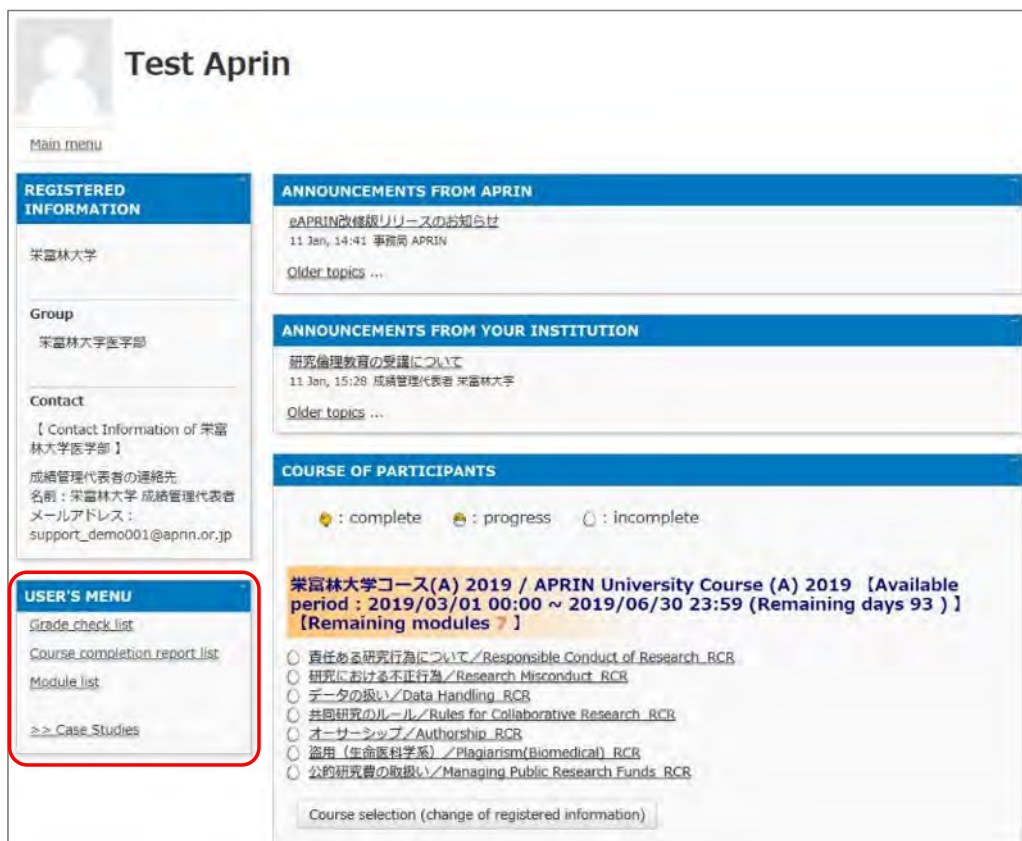 Test Aprin
Main menu
REGISTERED
INFORMATION
栄冨林大学
Group
栄冨林大学医学部
Contact
【 Contact Information of 栄冨
林大学医学部 】
成績管理代表者の連絡先
名前：栄冨林大学 成績管理代表者
メールアドレス：
support_demo001@aprin.or.jp
USER'S MENU
Grade check list
Course completion report list
Module list
>> Case Studies
ANNOUNCEMENTS FROM APRIN
eAPRIN改修版リリースのお知らせ
11 Jan, 14:41 事務局 APRIN
Older topics ...
ANNOUNCEMENTS FROM YOUR INSTITUTION
研究倫理教育の受講について
11 Jan, 15:28 成績管理代表者 栄冨林大学
Older topics ...
COURSE OF PARTICIPANTS
: complete : progress : incomplete
栄冨林大学コース(A) 2019 / APRIN University Course (A) 2019 【Available
period : 2019/03/01 00:00 ~ 2019/06/30 23:59 (Remaining days 93 ) 】
【Remaining modules 7 】
責任ある研究行為について／Responsible Conduct of Research_RCR
研究における不正行為／Research Misconduct_RCR
データの扱い／Data Handling_RCR
共同研究のルール／Rules for Collaborative Research_RCR
オーサーシップ／Authorship_RCR
盗用（生命医科学系）／Plagiarism(Biomedical)_RCR
公的研究費の取扱い／Managing Public Research Funds_RCR
Course selection (change of registered information)